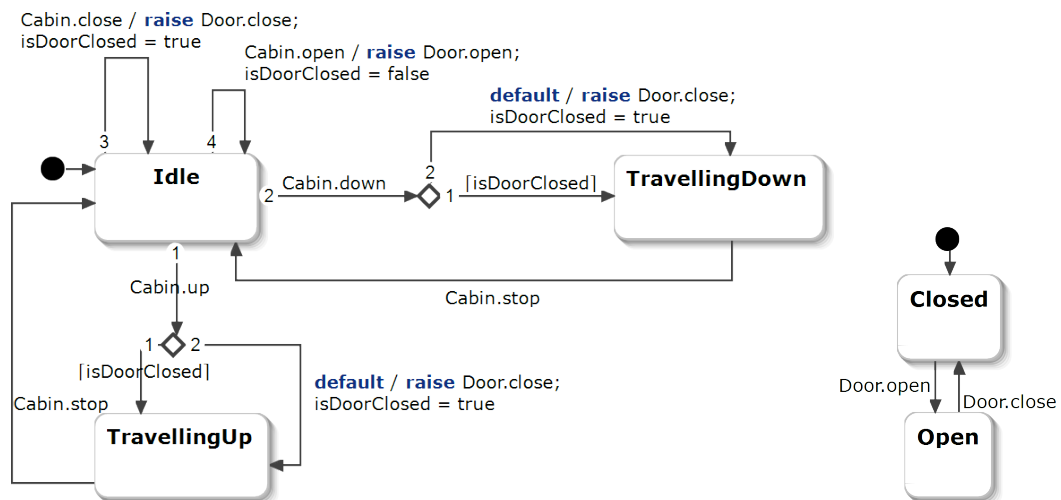 Cabin.close / raise Door.close;
isDoorClosed = true
Cabin.open / raise Door.open;
isDoorClosed = false
default / raise Door.close;
isDoorClosed = true
3
4
Idle
2
Cabin.down
2
1
[isDoorClosed]
TravellingDown
1
Cabin.up
Cabin.stop
1
2
[isDoorClosed]
default / raise Door.close;
isDoorClosed = true
Cabin.stop
TravellingUp
Closed
Door.open
Door.close
Open